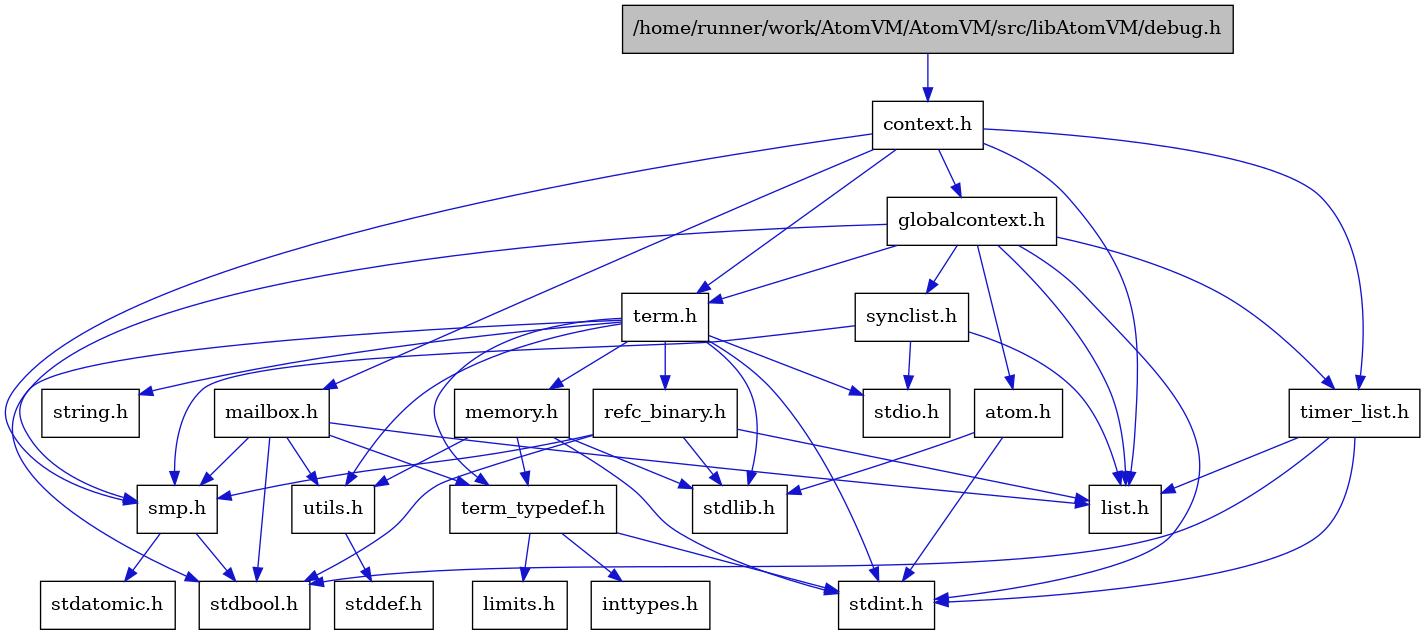 /home/runner/work/AtomVM/AtomVM/src/libAtomVM/debug.h
context.h
globalcontext.h
term.h
synclist.h
string.h
mailbox.h
memory.h
refc_binary.h
stdio.h
atom.h
timer_list.h
smp.h
utils.h
term_typedef.h
stdlib.h
list.h
stdatomic.h
stdbool.h
stddef.h
limits.h
inttypes.h
stdint.h